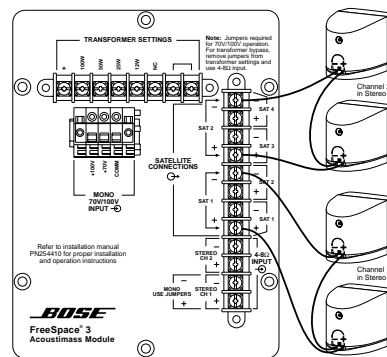 TRANSFORMER SETTINGS
+
100W
50W
25W
12W
NC
Note: Jumpers required
for 70V/100V operation.
For transformer bypass,
remove jumpers from
transformer settings and
use 4-8Ω input.
+100V
+70V
COMM
MONO
70V/100V
INPUT
SATELLITE
CONNECTIONS
SAT 2
SAT 1
− SAT 4
+
− SAT 3
+
− SAT 2
+
− SAT 1
+
STEREO
CH 2
− +
STEREO
CH 1
− +
MONO
USE JUMPERS
− +
4-8Ω
INPUT
Refer to installation manual
PN254410 for proper installation
and operation instructions
BOSE
FreeSpace® 3
Acoustimass Module
Channel
in Stereo
Channel
in Stereo